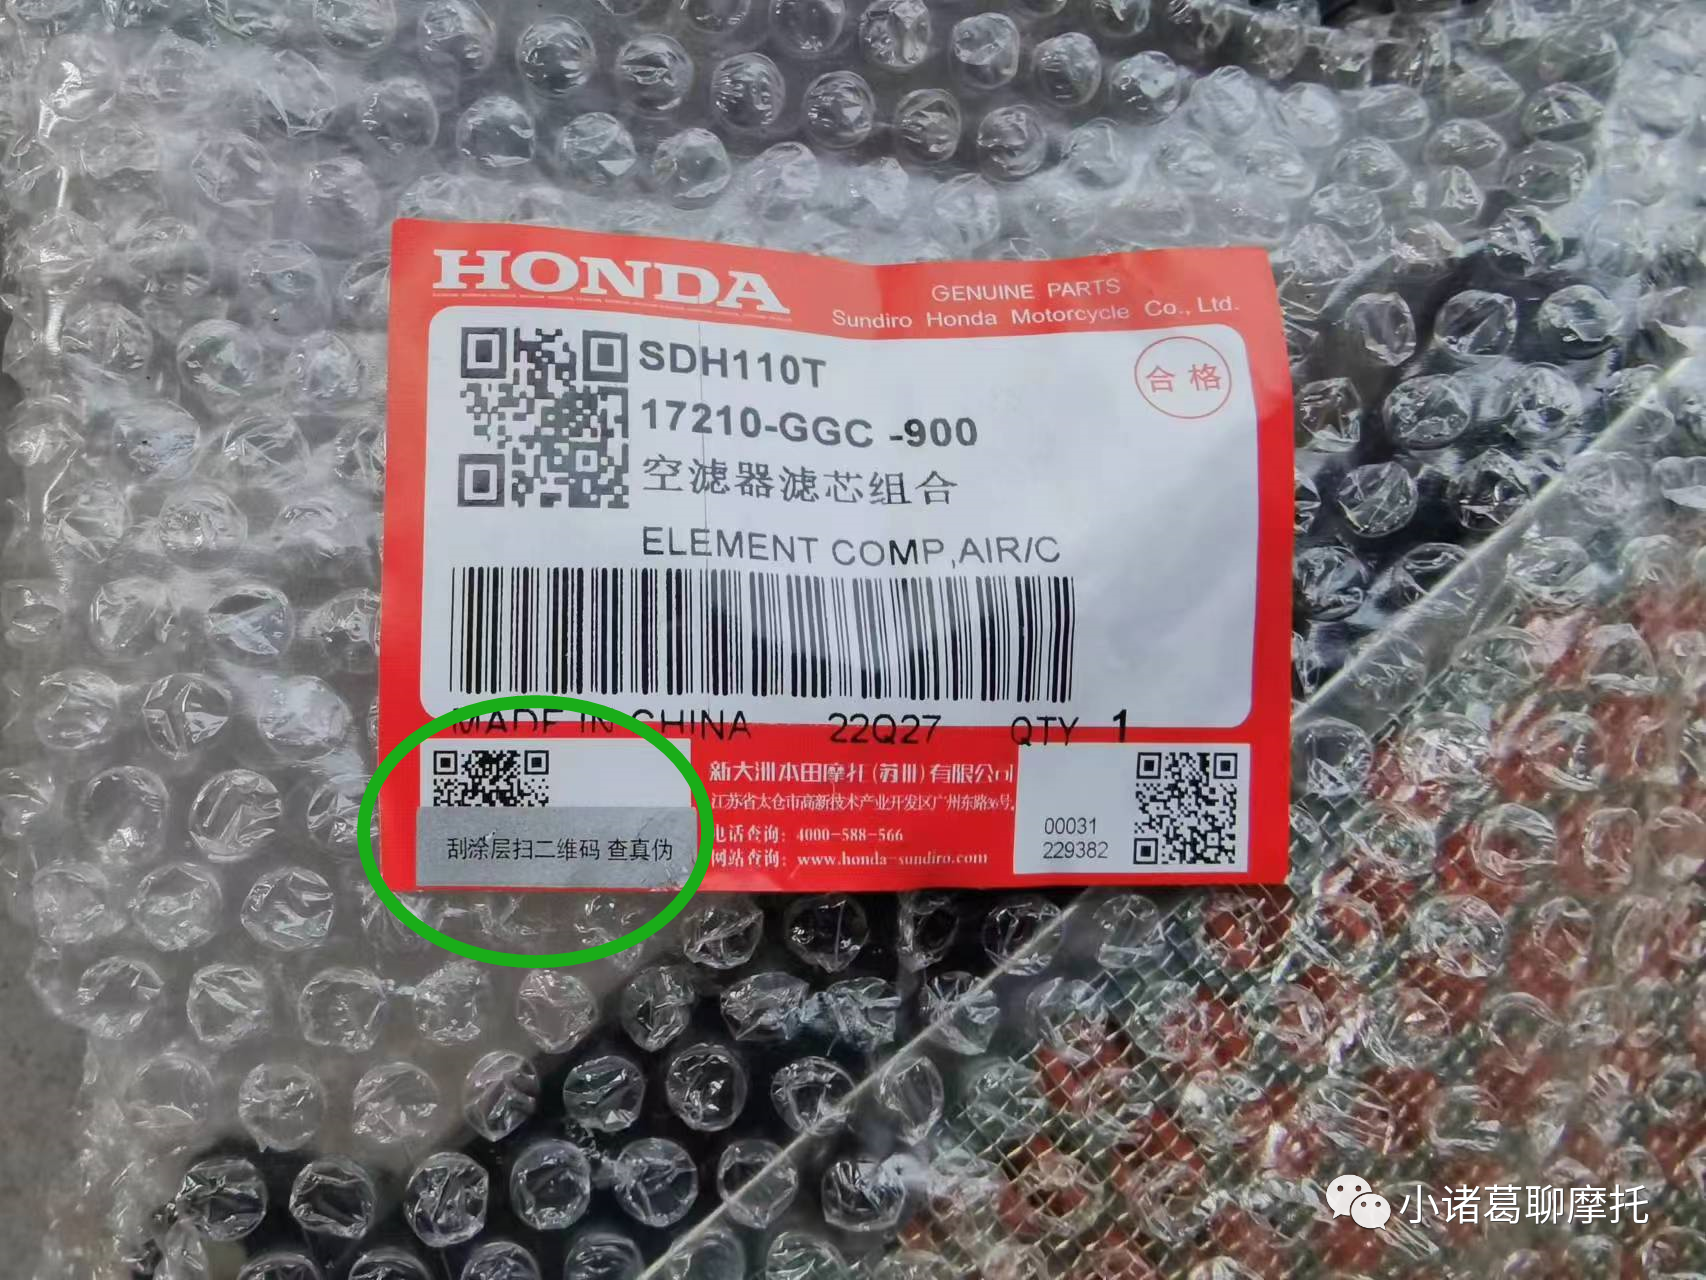 HONDA
GENUINE PARTS
Sundiro Honda Motorcycle Co., Ltd.
SDH110T
合格
17210-GGC -900
空滤器滤芯组合
ELEMENT COMP,AIR/C
MADE IN CHINA 22Q27 QTY 1
新大洲本田摩托(苏州)有限公司
江苏省太仓市高新技术产业开发区广州东路36号.
电话查询: 4000-588-566
网站查询: www.honda-sundiro.com
刮涂层扫二维码 查真伪
00031
229382
小诸葛聊摩托